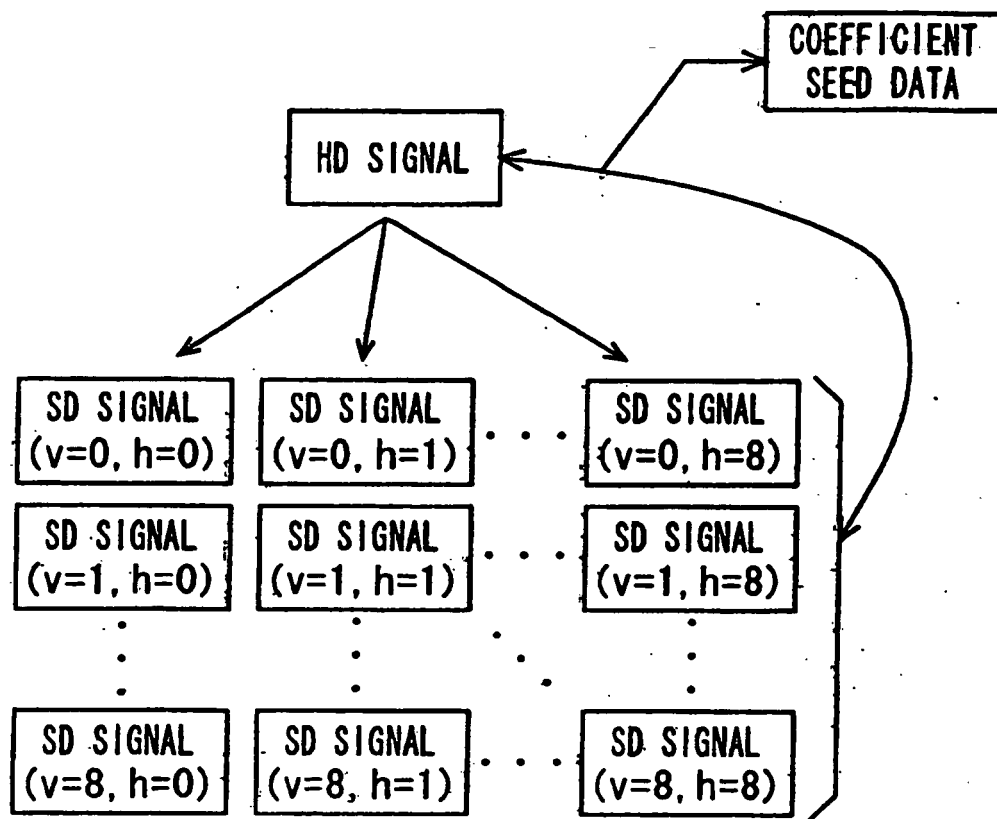 COEFFICIENT
SEED DATA
HD SIGNAL
SD SIGNAL
(v=0, h=0)
SD SIGNAL
(v=0, h=1)
SD SIGNAL
(v=0, h=8)
SD SIGNAL
(v=1, h=0)
SD SIGNAL
(v=1, h=1)
SD SIGNAL
(v=1, h=8)
SD SIGNAL
(v=8, h=0)
SD SIGNAL
(v=8, h=1)
SD SIGNAL
(v=8, h=8)